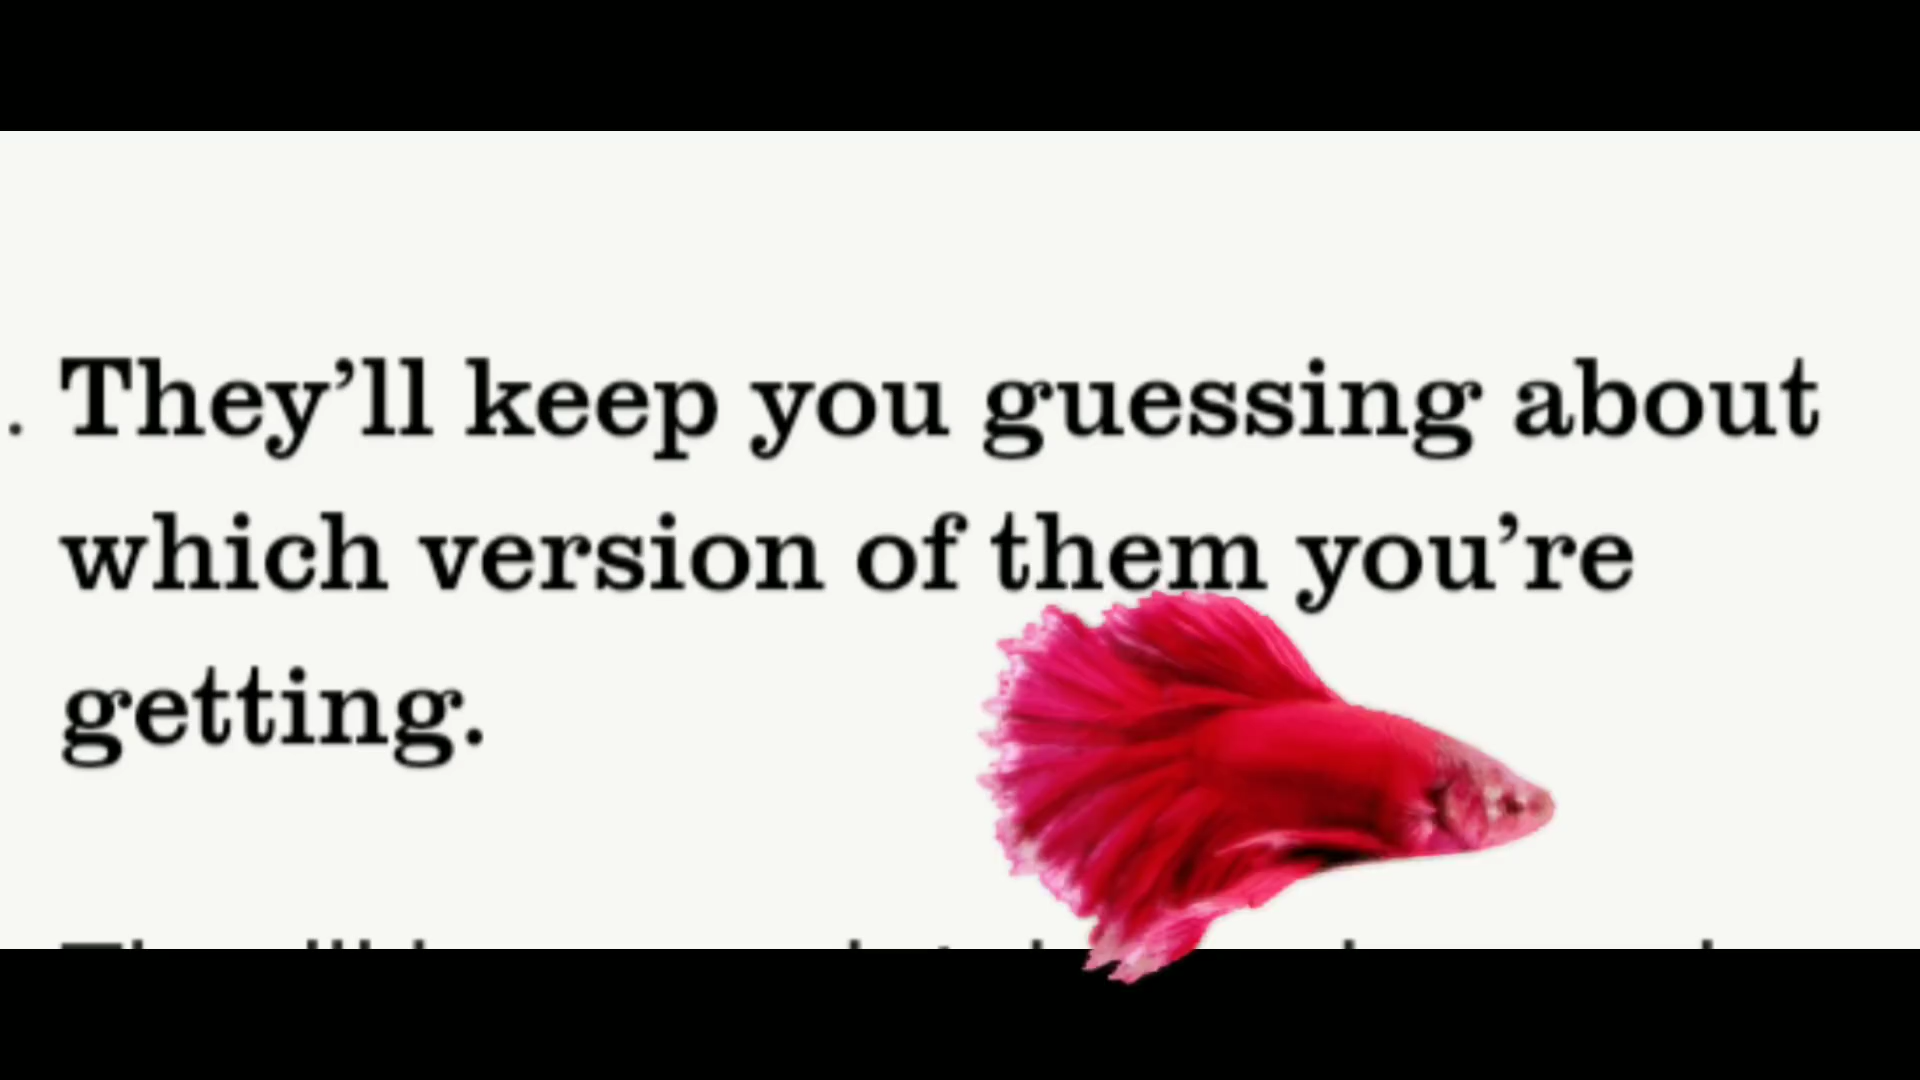 . They’ll keep you guessing about
which version of them you’re
getting.